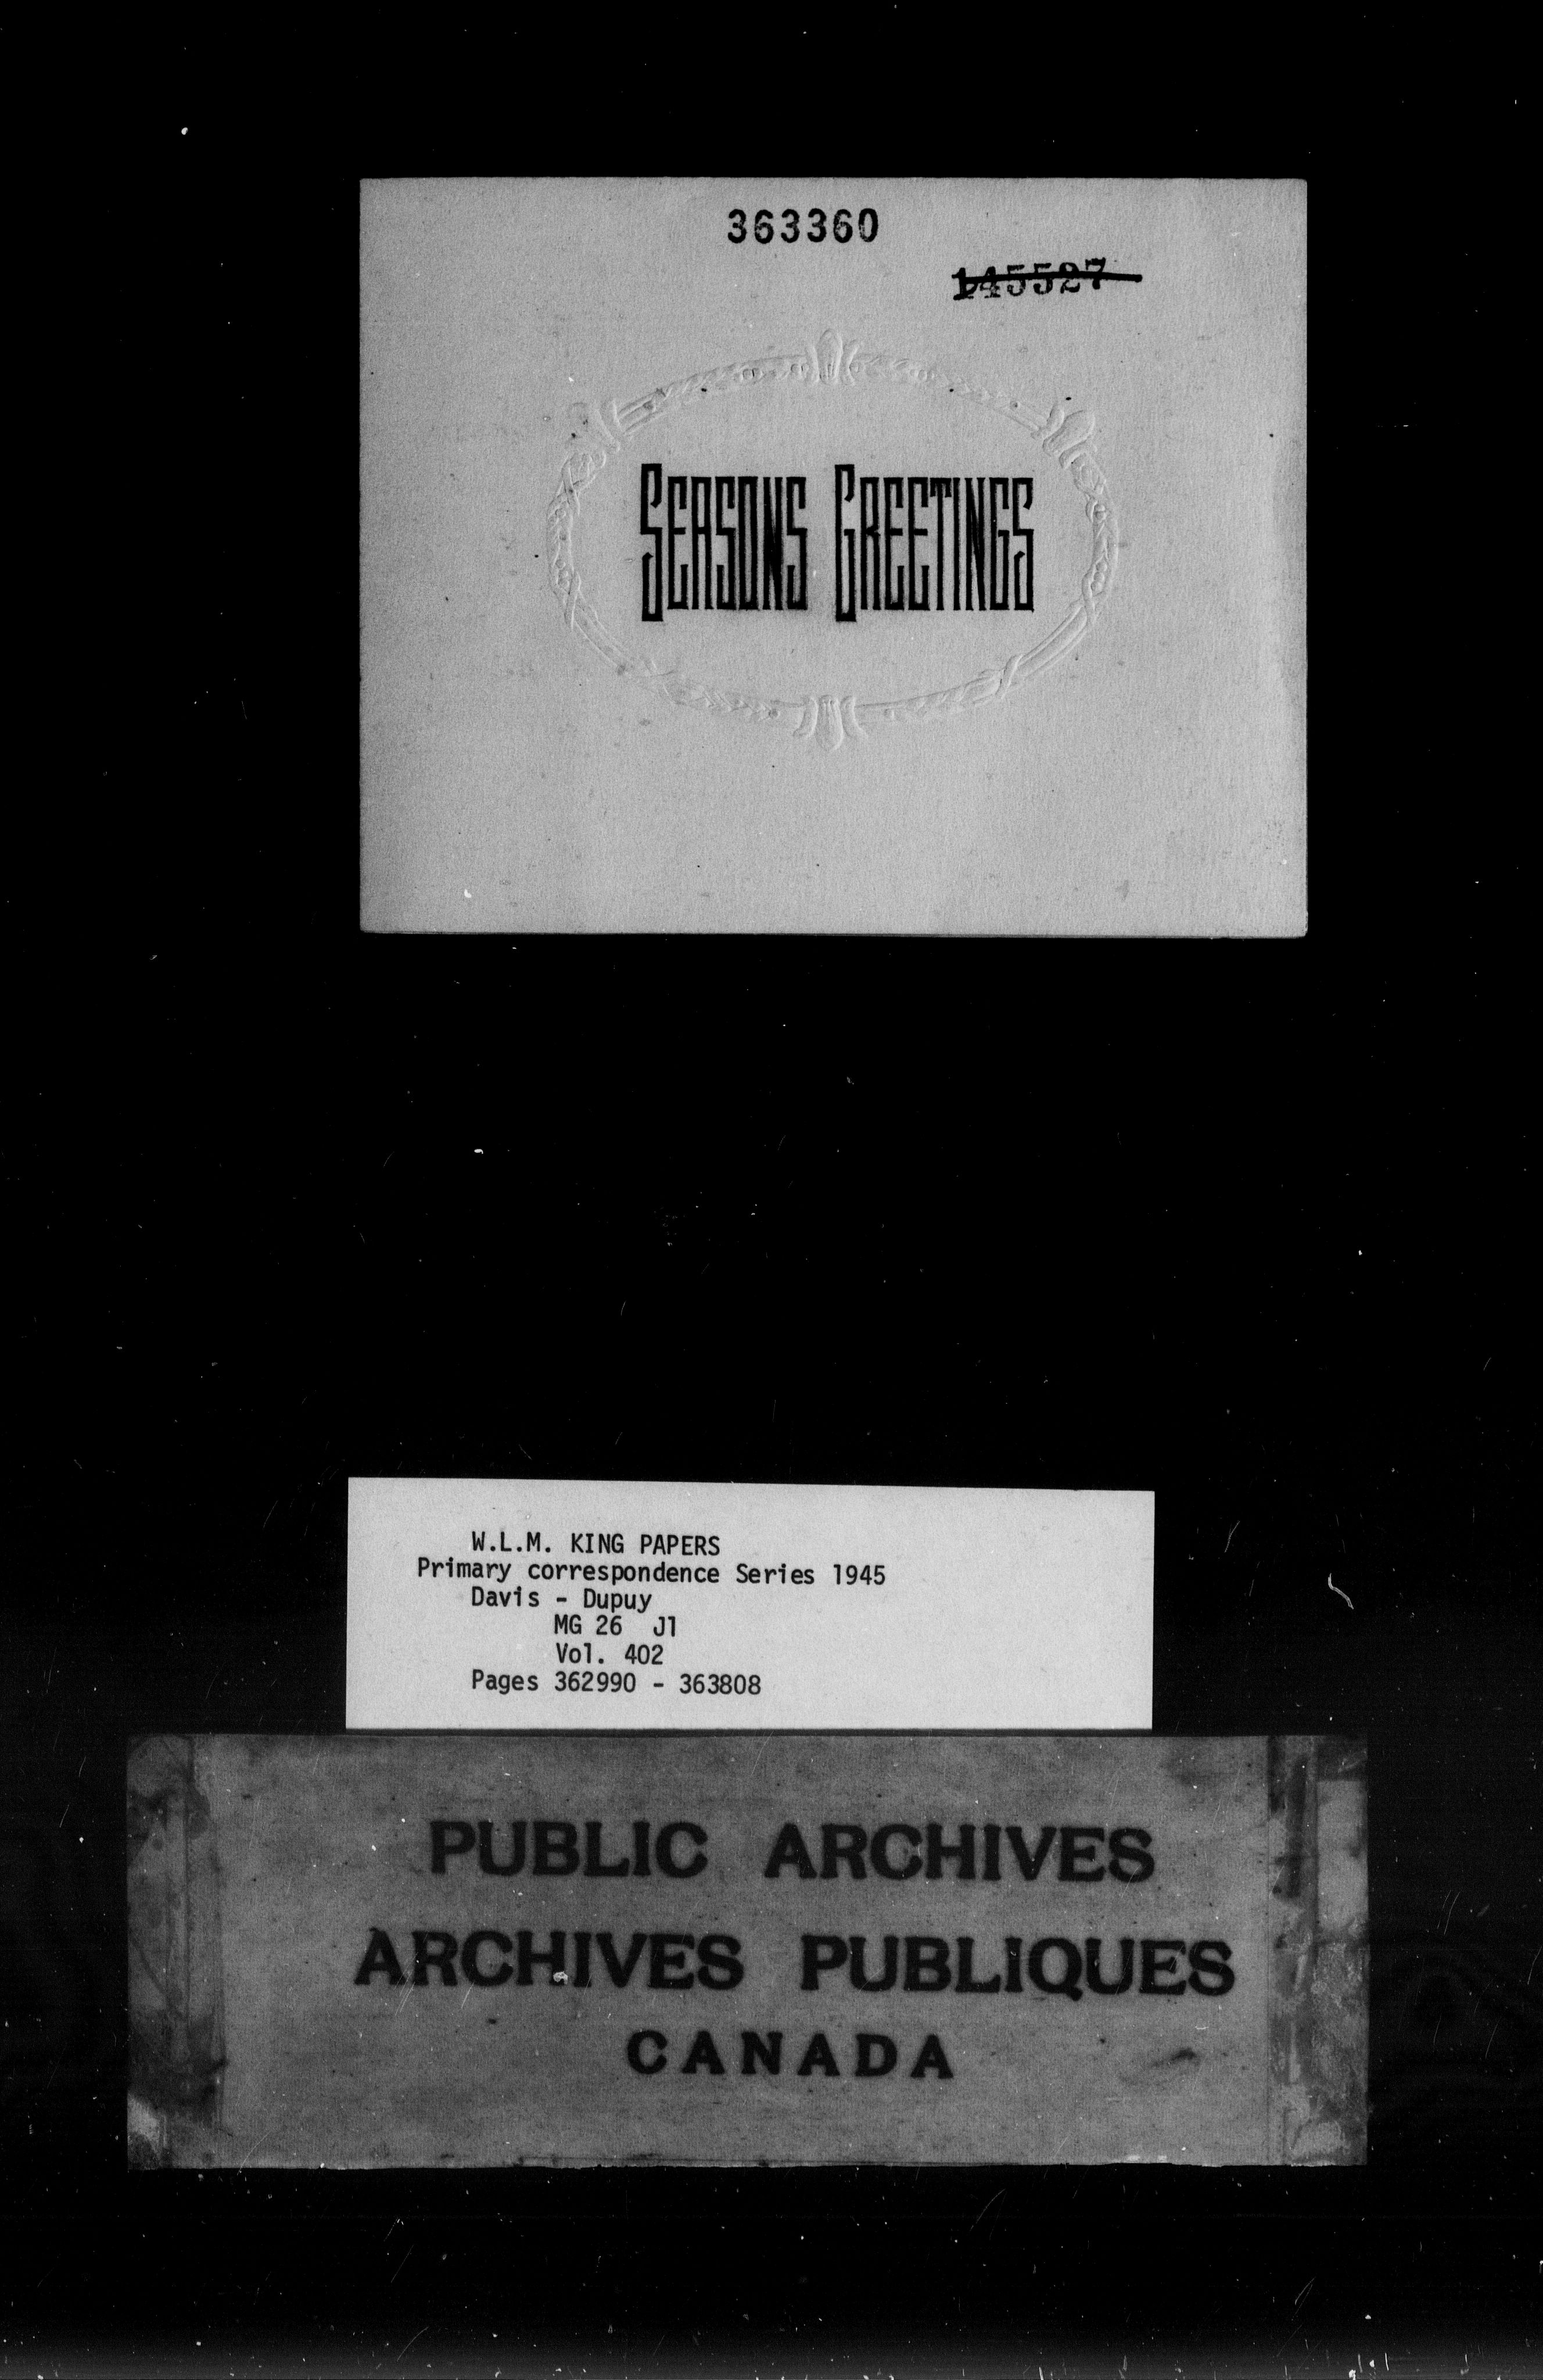 363360
145527
SEASONS GREETINGS
W.L.M. KING PAPERS
Primary correspondence Series 1945
Davis - Dupuy
MG 26 J1
Vol. 402
Pages 362990 - 363808
PUBLIC ARCHIVES
ARCHIVES PUBLIQUES
CANADA